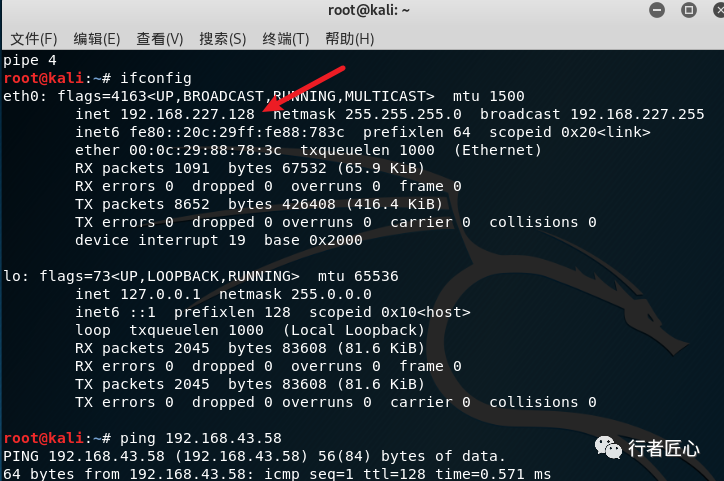 root@kali: ~
文件(F) 编辑(E) 查看(V) 搜索(S) 终端(T) 帮助(H)
pipe 4
root@kali:~# ifconfig
eth0: flags=4163<UP,BROADCAST,RUNNING,MULTICAST>  mtu 1500
        inet 192.168.227.128  netmask 255.255.255.0  broadcast 192.168.227.255
        inet6 fe80::20c:29ff:fe88:783c  prefixlen 64  scopeid 0x20<link>
        ether 00:0c:29:88:78:3c  txqueuelen 1000  (Ethernet)
        RX packets 1091  bytes 67532 (65.9 KiB)
        RX errors 0  dropped 0  overruns 0  frame 0
        TX packets 8652  bytes 426408 (416.4 KiB)
        TX errors 0  dropped 0 overruns 0  carrier 0  collisions 0
        device interrupt 19  base 0x2000
lo: flags=73<UP,LOOPBACK,RUNNING>  mtu 65536
        inet 127.0.0.1  netmask 255.0.0.0
        inet6 ::1  prefixlen 128  scopeid 0x10<host>
        loop  txqueuelen 1000  (Local Loopback)
        RX packets 2045  bytes 83608 (81.6 KiB)
        RX errors 0  dropped 0  overruns 0  frame 0
        TX packets 2045  bytes 83608 (81.6 KiB)
        TX errors 0  dropped 0 overruns 0  carrier 0  collisions 0
root@kali:~# ping 192.168.43.58
PING 192.168.43.58 (192.168.43.58) 56(84) bytes of data.
64 bytes from 192.168.43.58: icmp_seq=1 ttl=128 time=0.571 ms
行者匠心